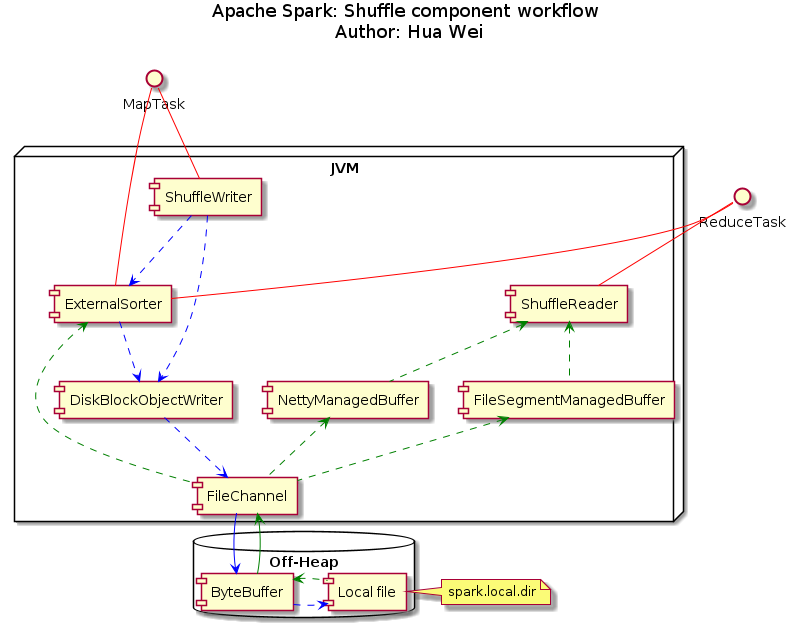 Apache Spark: Shuffle component workflow
Author: Hua Wei
MapTask
JVM
ShuffleWriter
ReduceTask
ExternalSorter
ShuffleReader
DiskBlockObjectWriter
NettyManagedBuffer
FileSegmentManagedBuffer
FileChannel
Off-Heap
ByteBuffer
Local file
spark.local.dir